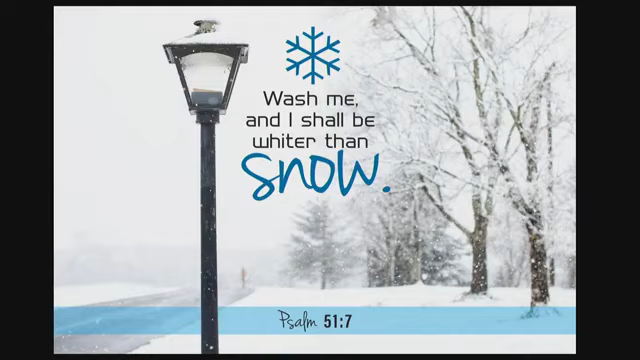 Wash me,
and I shall be
whiter than
snow.
Psalm 51:7